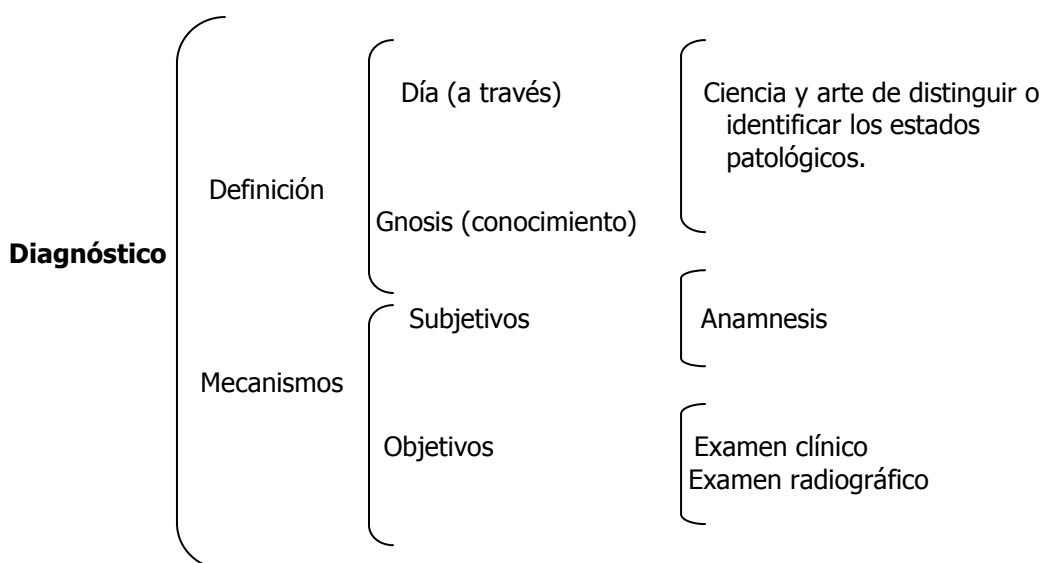 Diagnóstico
Definición
Día (a través)
Gnosis (conocimiento)
Ciencia y arte de distinguir o
identificar los estados
patológicos.
Mecanismos
Subjetivos
Anamnesis
Objetivos
Examen clínico
Examen radiográfico